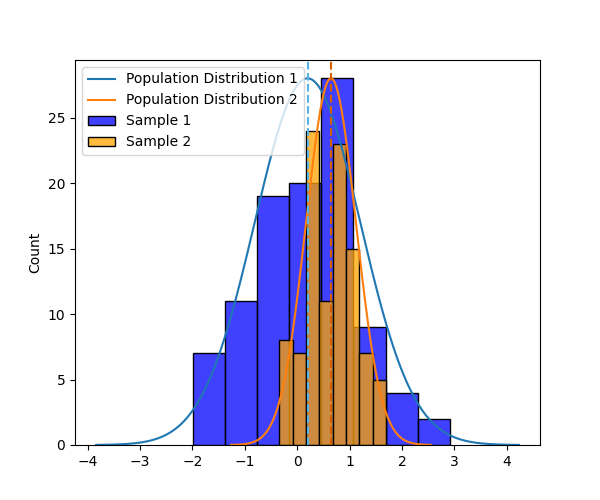 Population Distribution 1
Population Distribution 2
Sample 1
Sample 2
Count
25
20
15
10
5
0
−4 −3 −2 −1 0 1 2 3 4